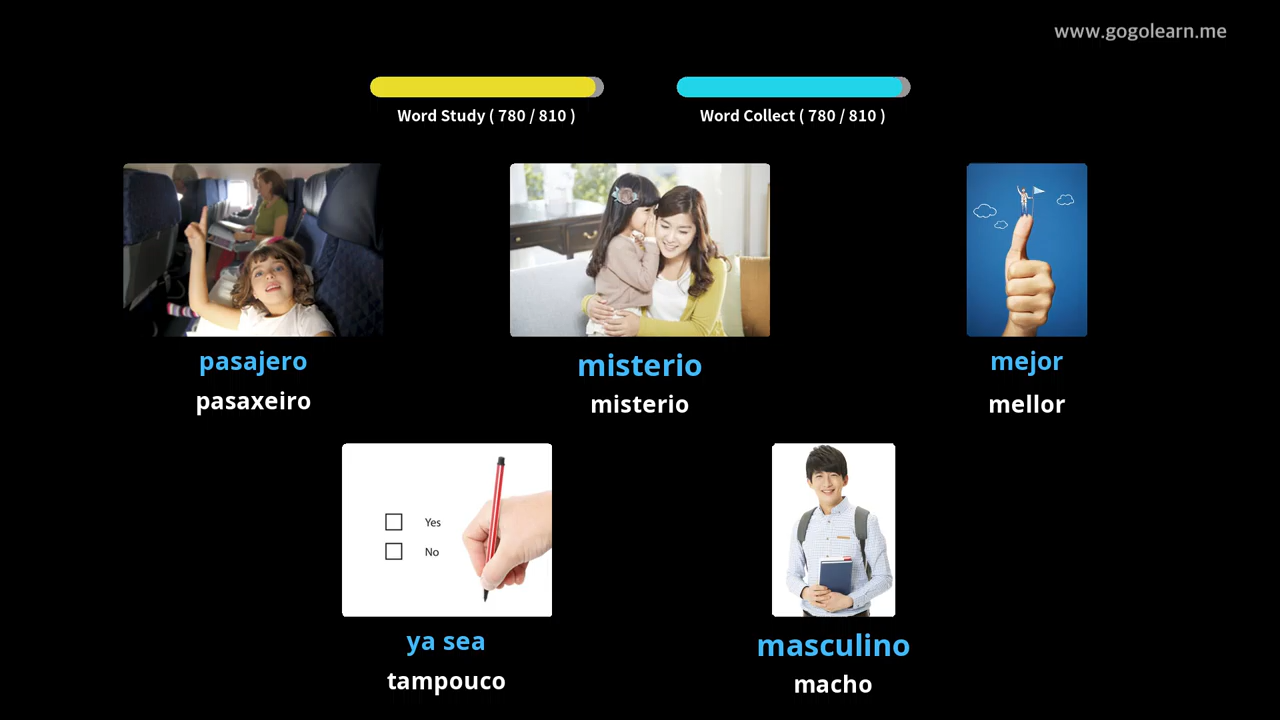 www.gogolearn.me
Word Study ( 780 / 810 )
Word Collect ( 780 / 810 )
pasajero
pasaxeiro
misterio
misterio
mejor
mellor
Yes
No
ya sea
tampouco
masculino
macho